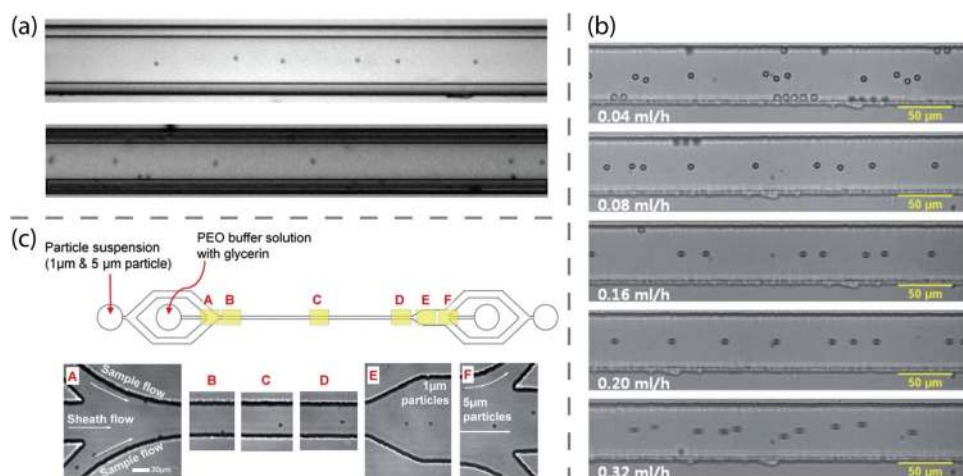 (a)
(b)
0.04 ml/h
50 µm
0.08 ml/h
50 µm
0.16 ml/h
50 µm
0.20 ml/h
50 µm
0.32 ml/h
50 µm
(c)
Particle suspension
(1µm & 5 µm particle)
PEO buffer solution
with glycerin
A
B
C
D
E
F
A
Sample flow
Sheath flow
Sample flow
30µm
B
C
D
E
1µm
particles
F
5µm
particles